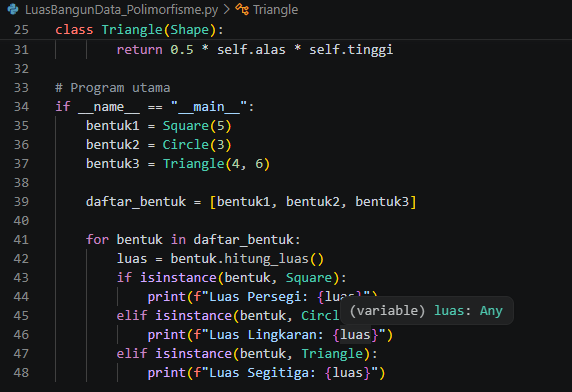 LuasBangunData_Polimorfisme.py > Triangle
25 class Triangle(Shape):
31 return 0.5 * self.alas * self.tinggi
32
33 # Program utama
34 if __name__ == "__main__":
35 bentuk1 = Square(5)
36 bentuk2 = Circle(3)
37 bentuk3 = Triangle(4, 6)
38
39 daftar_bentuk = [bentuk1, bentuk2, bentuk3]
40
41 for bentuk in daftar_bentuk:
42 luas = bentuk.hitung_luas()
43 if isinstance(bentuk, Square):
44 print(f"Luas Persegi: {luas}")
(variable) luas: Any
45 elif isinstance(bentuk, Circl
46 print(f"Luas Lingkaran: {luas}")
47 elif isinstance(bentuk, Triangle):
48 print(f"Luas Segitiga: {luas}")